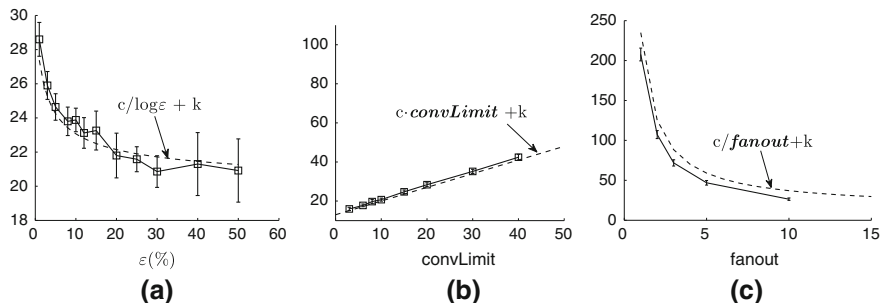 30
28
26
24
22
20
18
0 10 20 30 40 50 60
c/logε + k
ε(%)
(a)
100
80
60
40
20
0 10 20 30 40 50
c·convLimit +k
convLimit
(b)
250
200
150
100
50
0
0 5 10 15
c/fanout+k
fanout
(c)